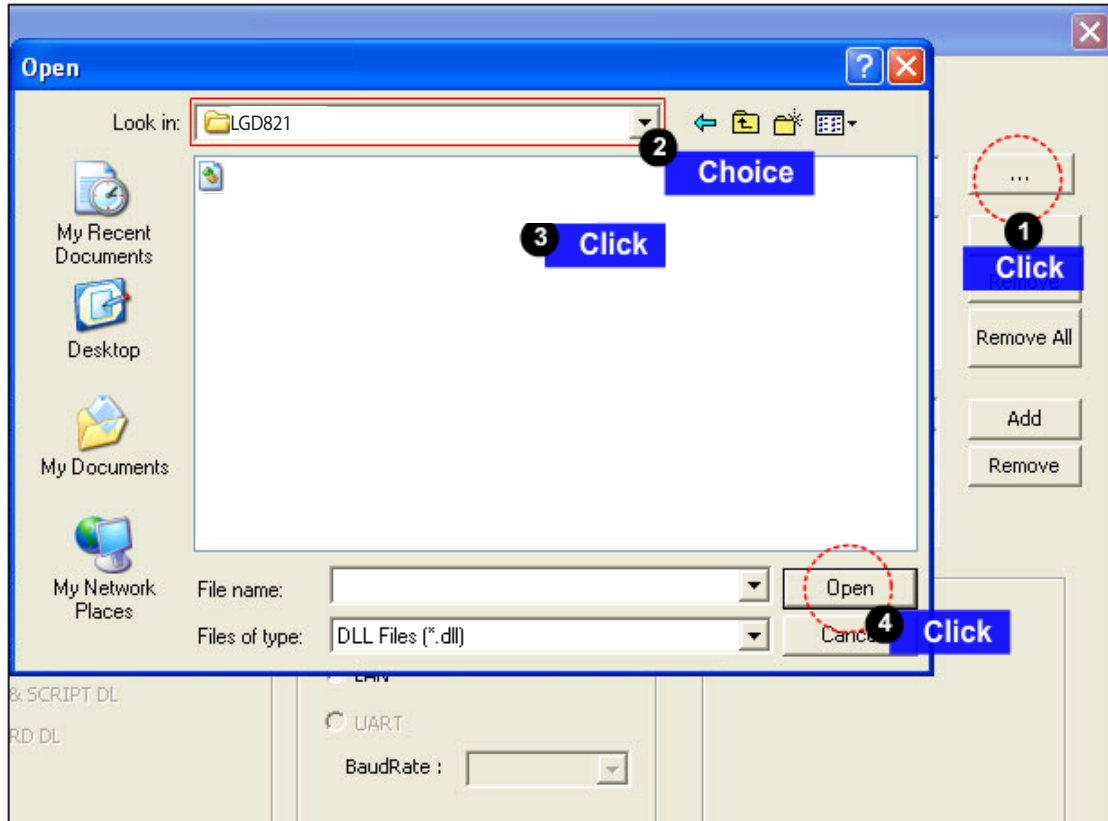 Open
Look in:
LGD821
2
Choice
...
1
Click
Remove
Remove All
Add
Remove
My Recent
Documents
Desktop
My Documents
My Network
Places
3
Click
File name:
Open
Files of type:
DLL Files (*.dll)
4
Click
LAN
& SCRIPT DL
UART
RD DL
BaudRate :